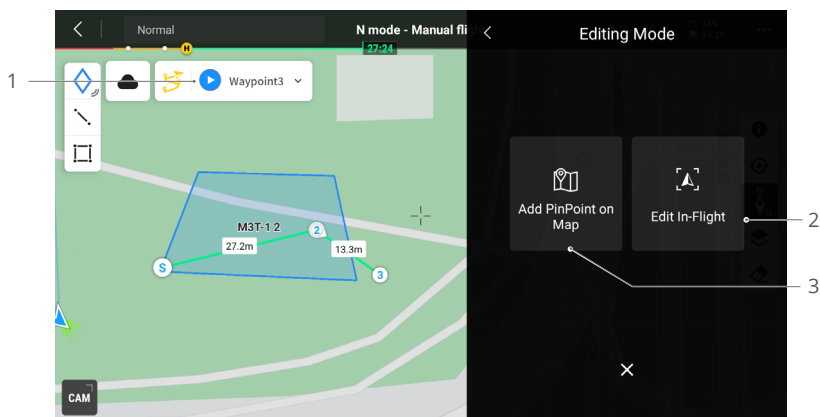 Normal
N mode - Manual fli
H
27:24
Editing Mode
1
Waypoint3
Add PinPoint on
Map
Edit In-Flight
2
M3T-1 2
2
27.2m
13.3m
S
3
3
CAM